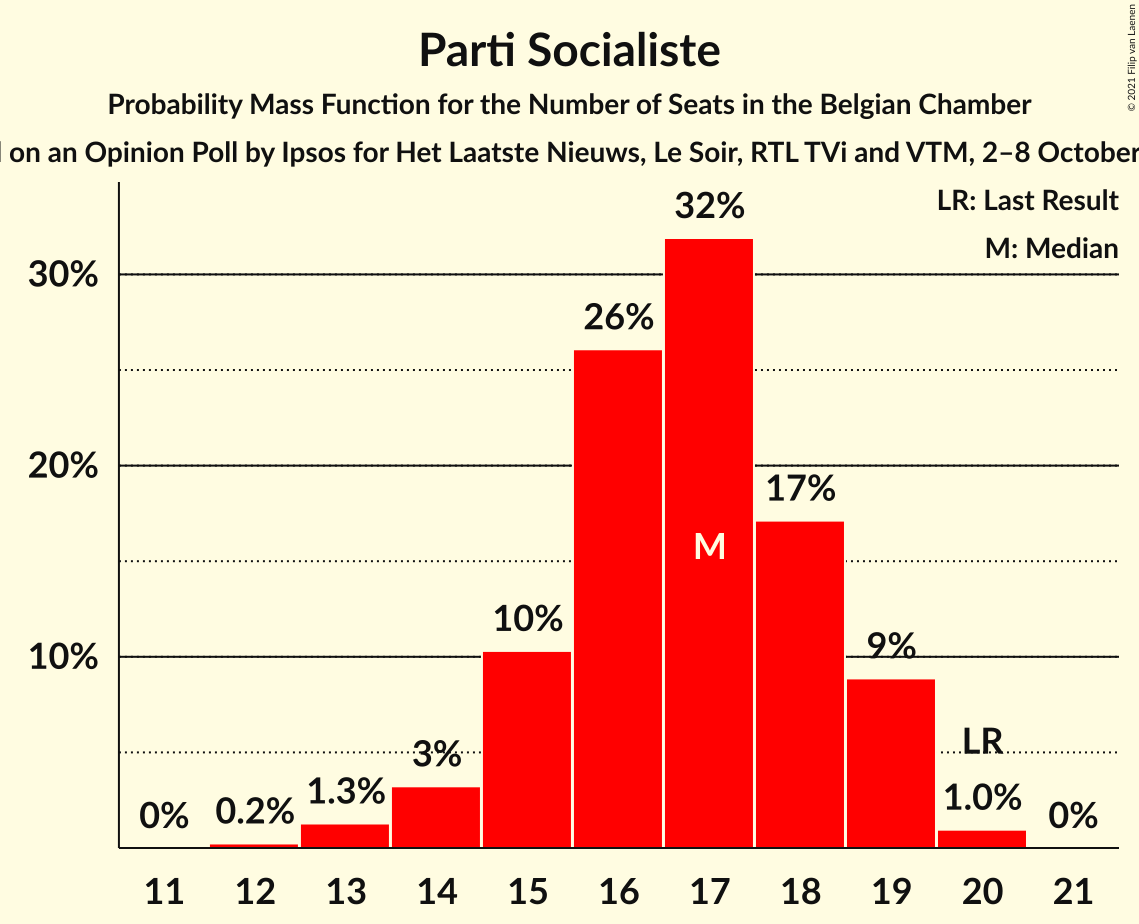 Parti Socialiste
Probability Mass Function for the Number of Seats in the Belgian Chamber
on an Opinion Poll by Ipsos for Het Laatste Nieuws, Le Soir, RTL TVi and VTM, 2–8 October
© 2021 Filip van Laenen
LR: Last Result
M: Median
30%
20%
10%
0%
0.2%
1.3%
3%
10%
26%
32%
17%
9%
1.0%
0%
M
LR
11 12 13 14 15 16 17 18 19 20 21